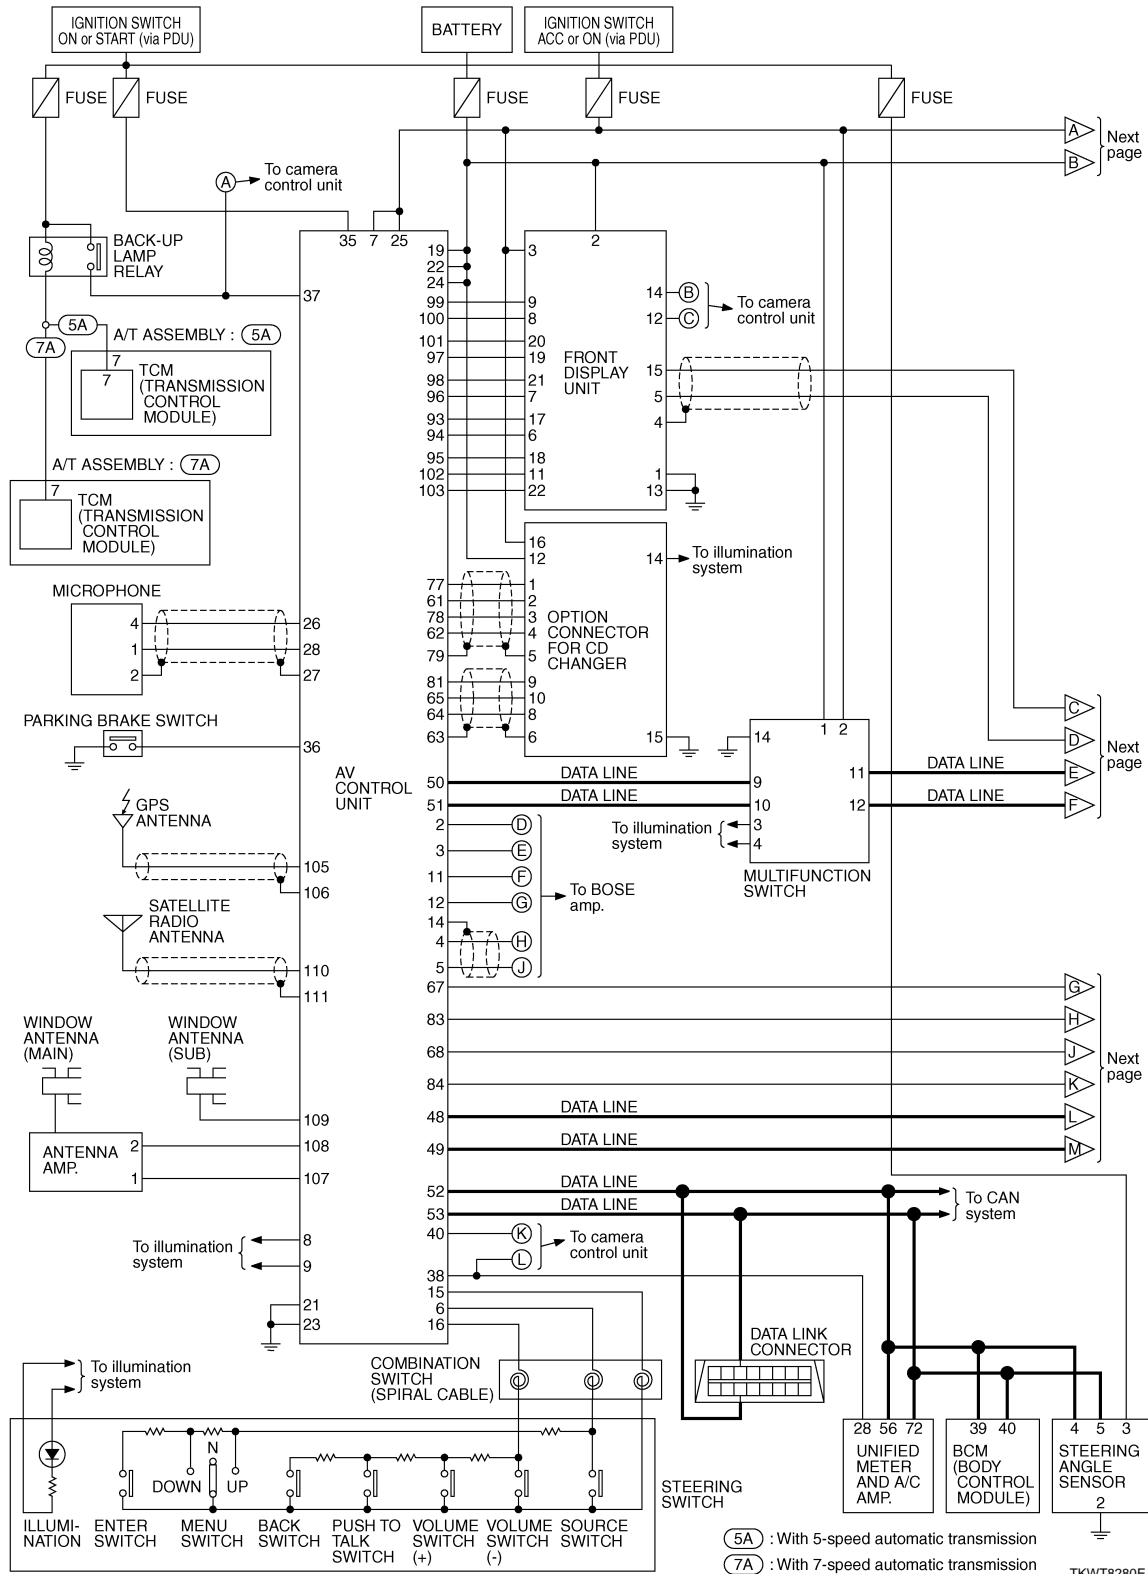 IGNITION SWITCH
ON or START (via PDU)
BATTERY
IGNITION SWITCH
ACC or ON (via PDU)
FUSE
FUSE
FUSE
FUSE
FUSE
A
B
Next
page
A
To camera
control unit
BACK-UP
LAMP
RELAY
35 7 25
37
5A
7A
A/T ASSEMBLY : 5A
7
7
TCM
(TRANSMISSION
CONTROL
MODULE)
A/T ASSEMBLY : 7A
7
TCM
(TRANSMISSION
CONTROL
MODULE)
19
22
24
99
100
101
97
98
96
93
94
95
102
103
2
3
9
8
20
19
21
7
17
6
18
11
22
FRONT
DISPLAY
UNIT
14 B
12 C
To camera
control unit
15
5
4
1
13
MICROPHONE
4
1
2
26
28
27
PARKING BRAKE SWITCH
36
77
61
78
62
79
81
65
64
63
16
12
1
2
3
4
5
9
10
8
6
OPTION
CONNECTOR
FOR CD
CHANGER
14
To illumination
system
15
AV
CONTROL
UNIT
GPS
ANTENNA
105
106
SATELLITE
RADIO
ANTENNA
110
111
50 DATA LINE 9
51 DATA LINE 10
14
1 2
11 DATA LINE
12 DATA LINE
To illumination
system
3
4
MULTIFUNCTION
SWITCH
C
D
E
F
Next
page
2 D
3 E
11 F
12 G
14
4 H
5 J
To BOSE
amp.
WINDOW
ANTENNA
(MAIN)
WINDOW
ANTENNA
(SUB)
109
ANTENNA
AMP.
2
1
108
107
67 G
83 H
68 J
84 K
48 DATA LINE L
49 DATA LINE M
Next
page
52 DATA LINE
53 DATA LINE
To CAN
system
40 K
L
To camera
control unit
38
15
6
16
To illumination
system
8
9
21
23
To illumination
system
COMBINATION
SWITCH
(SPIRAL CABLE)
DATA LINK
CONNECTOR
28 56 72
UNIFIED
METER
AND A/C
AMP.
39 40
BCM
(BODY
CONTROL
MODULE)
4 5 3
STEERING
ANGLE
SENSOR
2
N
DOWN
UP
STEERING
SWITCH
ILLUMI-
NATION
ENTER
SWITCH
MENU
SWITCH
BACK
SWITCH
PUSH TO
TALK
SWITCH
VOLUME
SWITCH
(+)
VOLUME
SWITCH
(-)
SOURCE
SWITCH
5A : With 5-speed automatic transmission
7A : With 7-speed automatic transmission
TKWT8280E